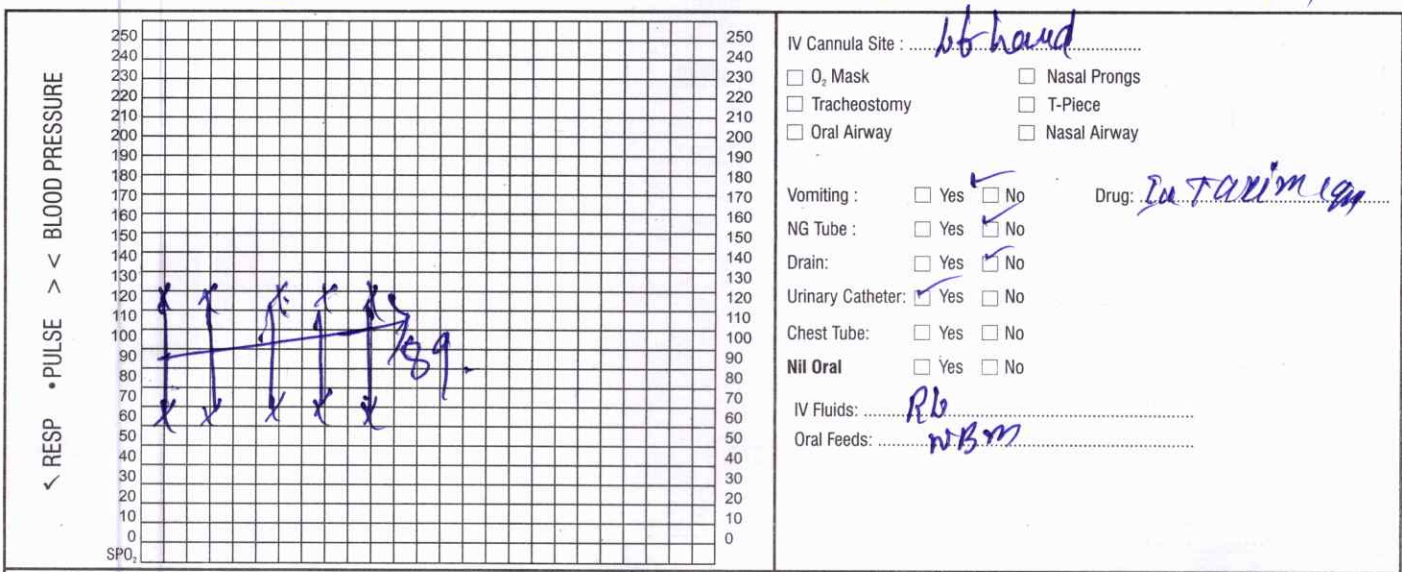 < RESP • PULSE > < BLOOD PRESSURE
250 250
240 240
230 230
220 220
210 210
200 200
190 190
180 180
170 170
160 160
150 150
140 140
130 130
120 120
110 110
100 100
90 90
80 80
70 70
60 60
50 50
40 40
30 30
20 20
10 10
0 0
SPO₂
89.
IV Cannula Site : Lt hand
☐ O₂ Mask ☐ Nasal Prongs
☐ Tracheostomy ☐ T-Piece
☐ Oral Airway ☐ Nasal Airway
Vomiting : ☐ Yes ☑ No Drug: Taxim
NG Tube : ☐ Yes ☑ No
Drain: ☐ Yes ☑ No
Urinary Catheter: ☑ Yes ☐ No
Chest Tube: ☐ Yes ☐ No
Nil Oral ☐ Yes ☐ No
IV Fluids: RL
Oral Feeds: NBM